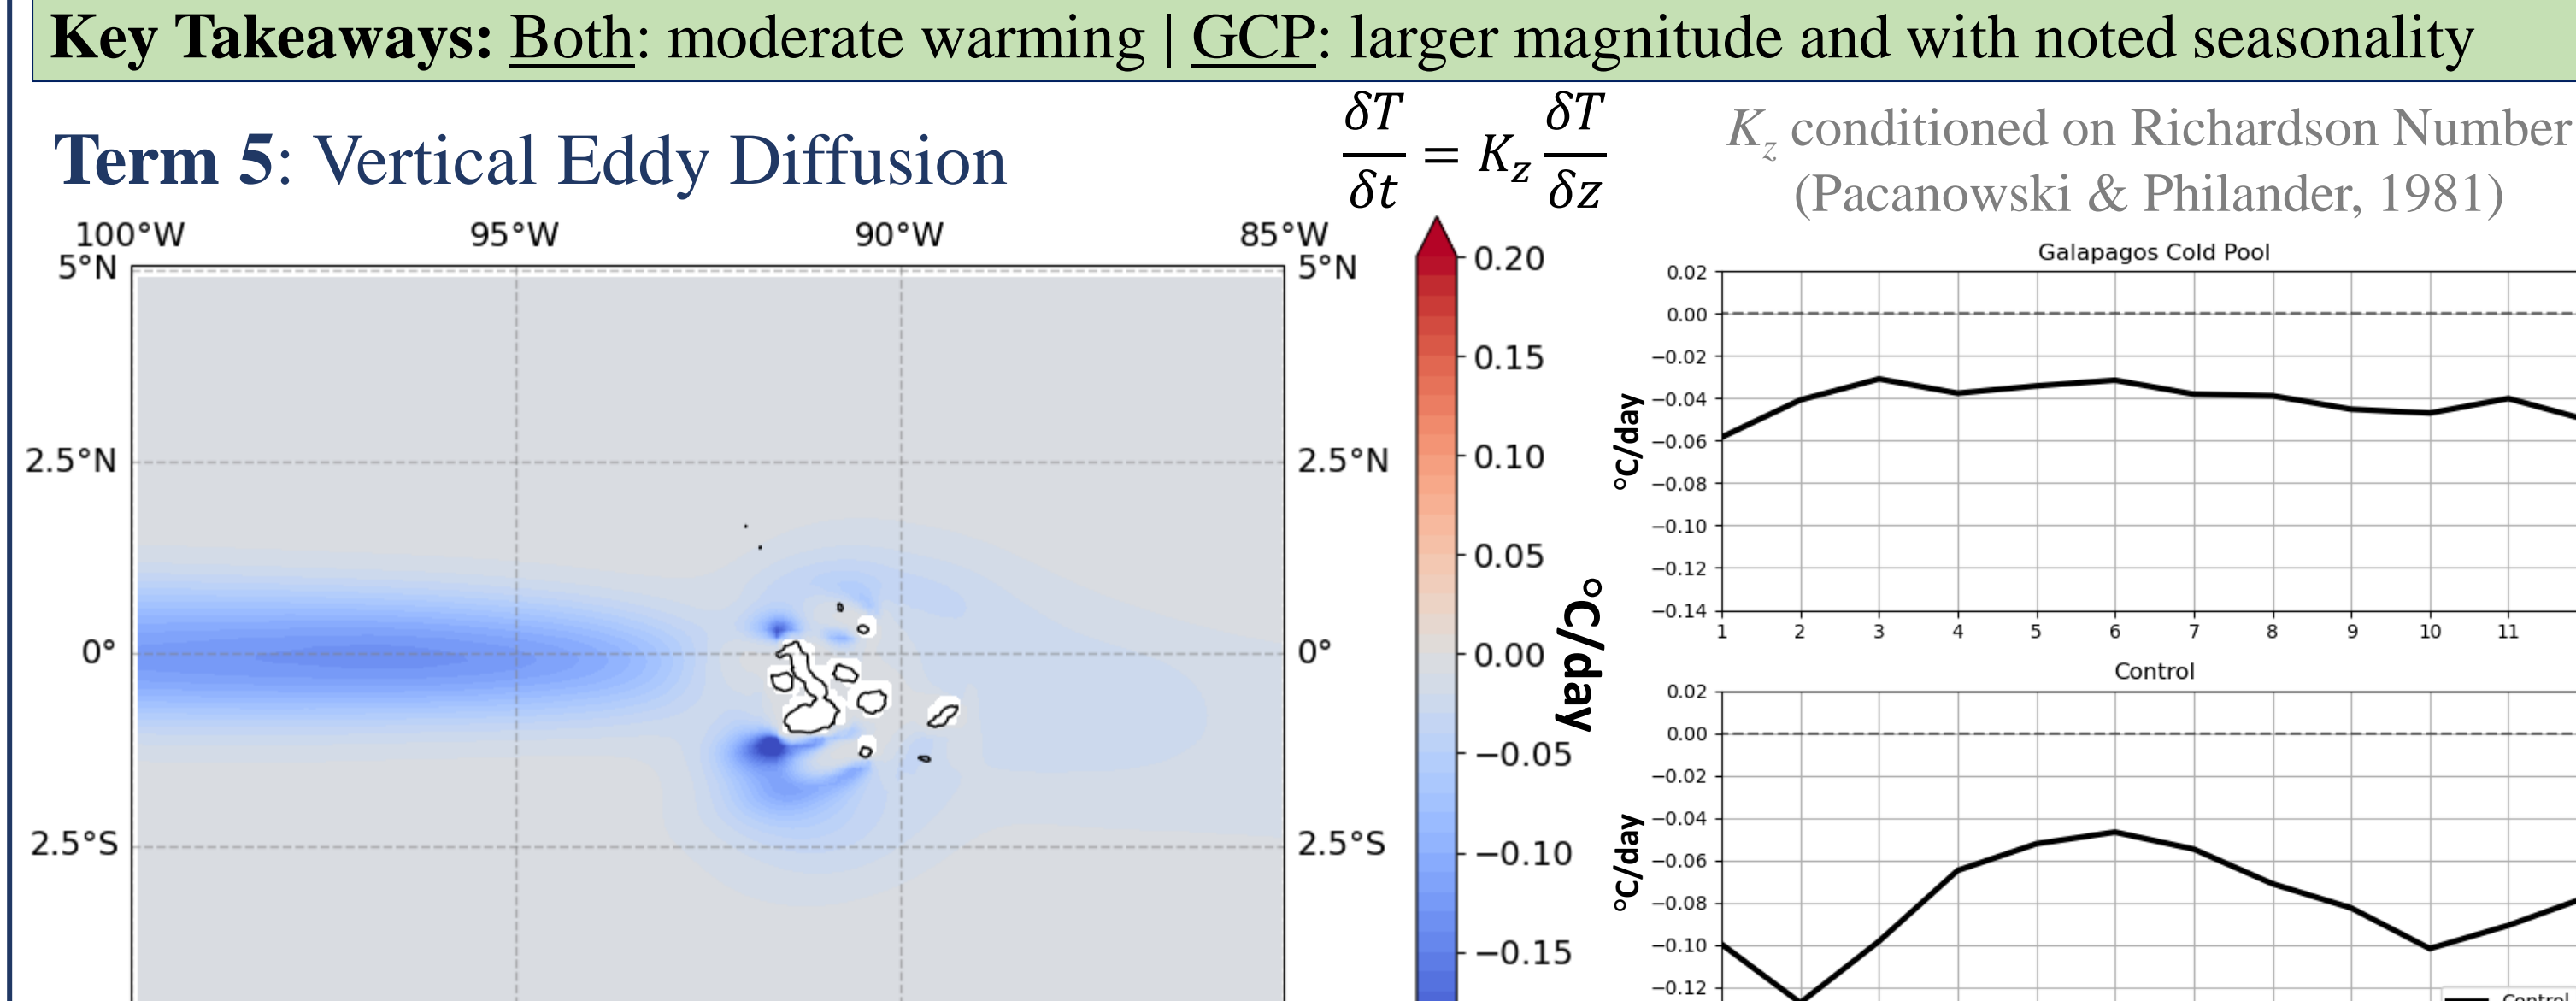 Key Takeaways: Both: moderate warming | GCP: larger magnitude and with noted seasonality
Term 5: Vertical Eddy Diffusion
δT/δt = K_z δT/δz
K_z conditioned on Richardson Number
(Pacanowski & Philander, 1981)
100°W 95°W 90°W 85°W
5°N 5°N
2.5°N 2.5°N
0° 0°
2.5°S 2.5°S
0.20
0.15
0.10
0.05
0.00
−0.05
−0.10
−0.15
°C/day
Galapagos Cold Pool
0.02
0.00
−0.02
−0.04
−0.06
−0.08
−0.10
−0.12
−0.14
°C/day
1 2 3 4 5 6 7 8 9 10 11
Control
0.02
0.00
−0.02
−0.04
−0.06
−0.08
−0.10
−0.12
°C/day
Control